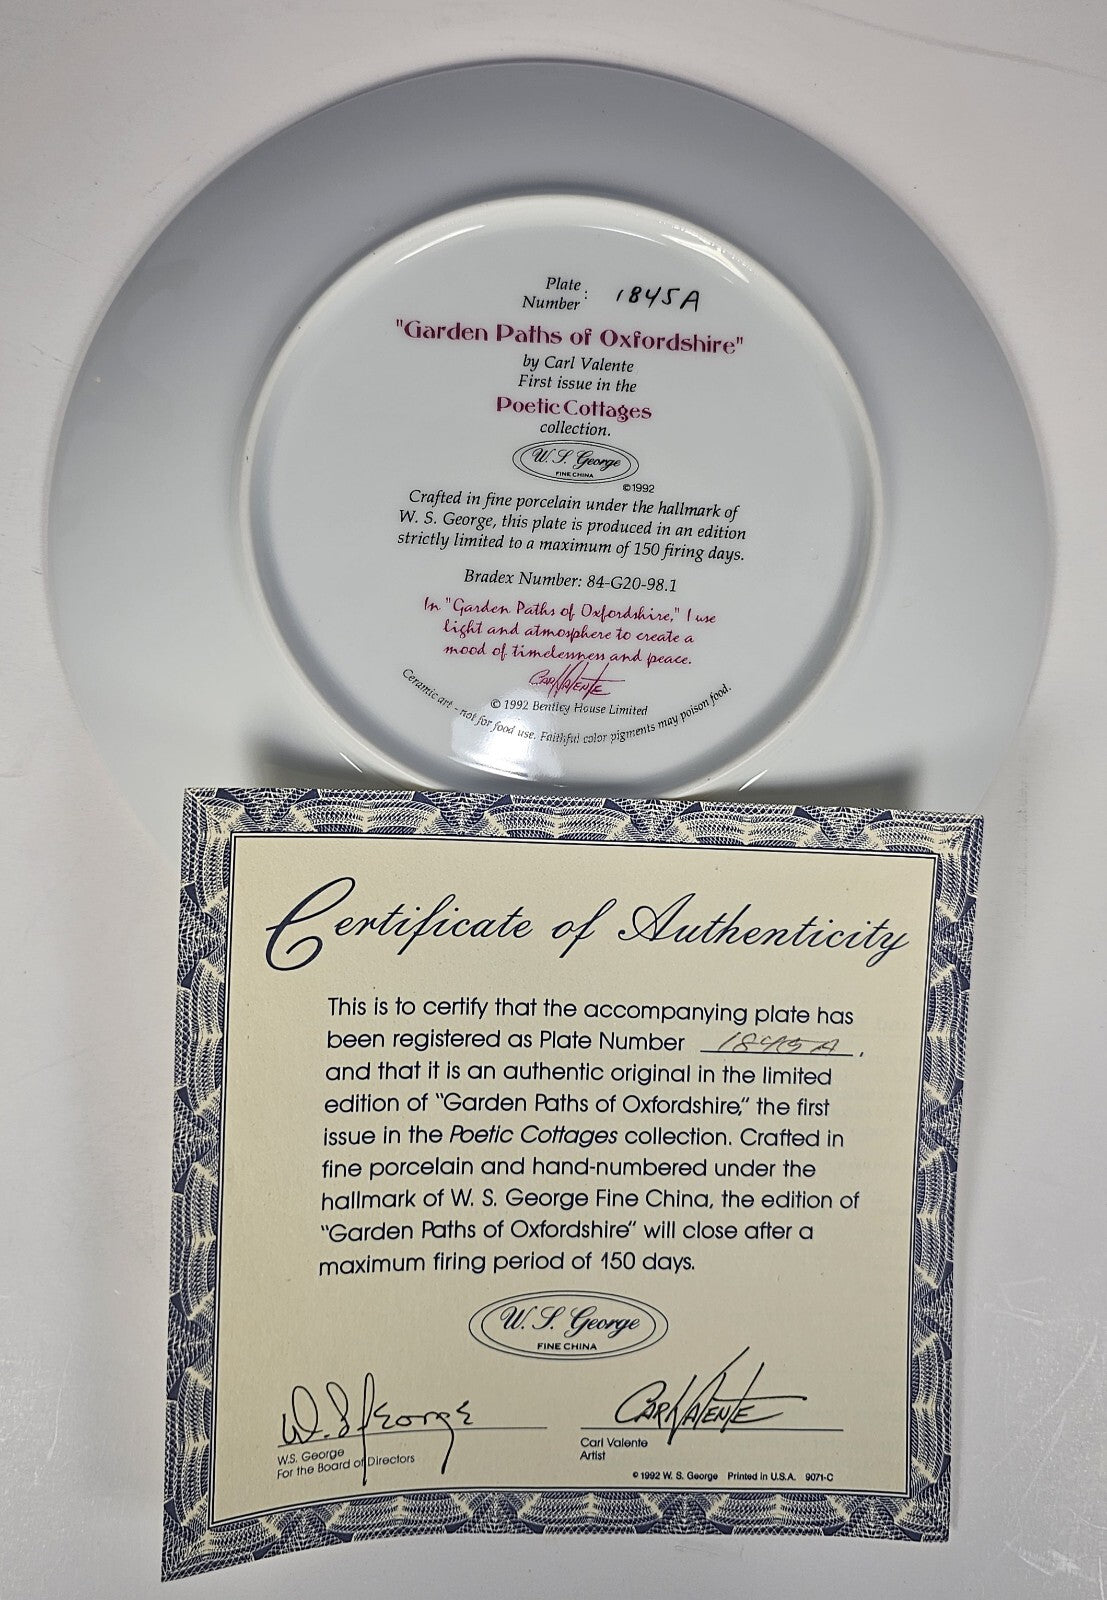 Plate
Number : 1845A
"Garden Paths of Oxfordshire"
by Carl Valente
First issue in the
Poetic Cottages
collection.
W. S. George
FINE CHINA
©1992
Crafted in fine porcelain under the hallmark of
W. S. George, this plate is produced in an edition
strictly limited to a maximum of 150 firing days.
Bradex Number: 84-G20-98.1
In "Garden Paths of Oxfordshire," I use
light and atmosphere to create a
mood of timelessness and peace.
Carl Valente
© 1992 Bentley House Limited
Ceramic art - not for food use. Faithful color pigments may poison food.
Certificate of Authenticity
This is to certify that the accompanying plate has
been registered as Plate Number 1845A,
and that it is an authentic original in the limited
edition of "Garden Paths of Oxfordshire," the first
issue in the Poetic Cottages collection. Crafted in
fine porcelain and hand-numbered under the
hallmark of W. S. George Fine China, the edition of
"Garden Paths of Oxfordshire" will close after a
maximum firing period of 150 days.
W. S. George
FINE CHINA
W. S. George
W.S. George
For the Board of Directors
Carl Valente
Carl Valente
Artist
© 1992 W. S. George Printed in U.S.A. 9071-C